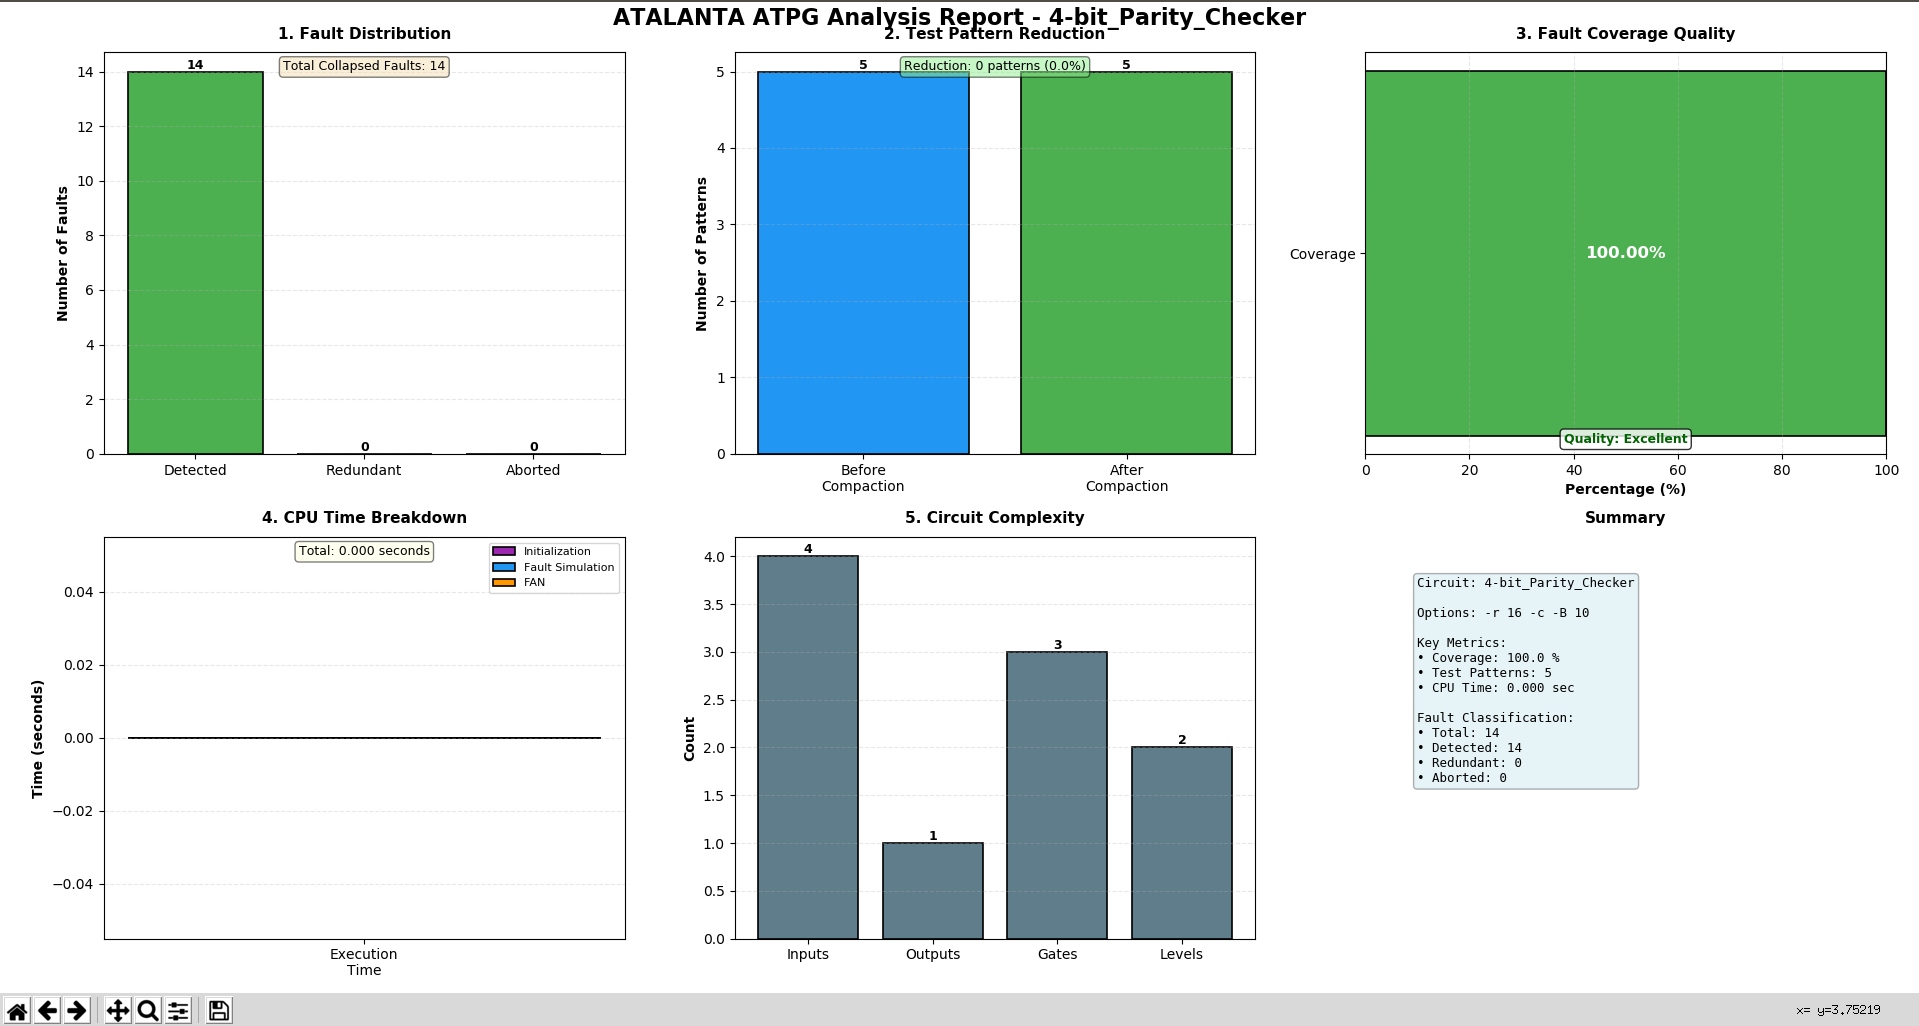 ATALANTA ATPG Analysis Report - 4-bit_Parity_Checker
1. Fault Distribution
Total Collapsed Faults: 14
14
0
0
Number of Faults
14
12
10
8
6
4
2
0
Detected
Redundant
Aborted
2. Test Pattern Reduction
Reduction: 0 patterns (0.0%)
5
5
Number of Patterns
5
4
3
2
1
0
Before
Compaction
After
Compaction
3. Fault Coverage Quality
Coverage
100.00%
Quality: Excellent
0
20
40
60
80
100
Percentage (%)
4. CPU Time Breakdown
Total: 0.000 seconds
Initialization
Fault Simulation
FAN
Time (seconds)
0.04
0.02
0.00
−0.02
−0.04
Execution
Time
5. Circuit Complexity
4
1
3
2
Count
4.0
3.5
3.0
2.5
2.0
1.5
1.0
0.5
0.0
Inputs
Outputs
Gates
Levels
Summary
Circuit: 4-bit_Parity_Checker
Options: -r 16 -c -B 10
Key Metrics:
• Coverage: 100.0 %
• Test Patterns: 5
• CPU Time: 0.000 sec
Fault Classification:
• Total: 14
• Detected: 14
• Redundant: 0
• Aborted: 0
x= y=3.75219